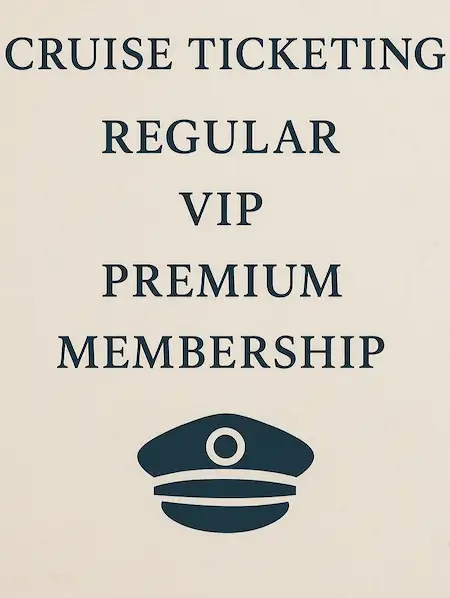 CRUISE TICKETING
REGULAR
VIP
PREMIUM
MEMBERSHIP